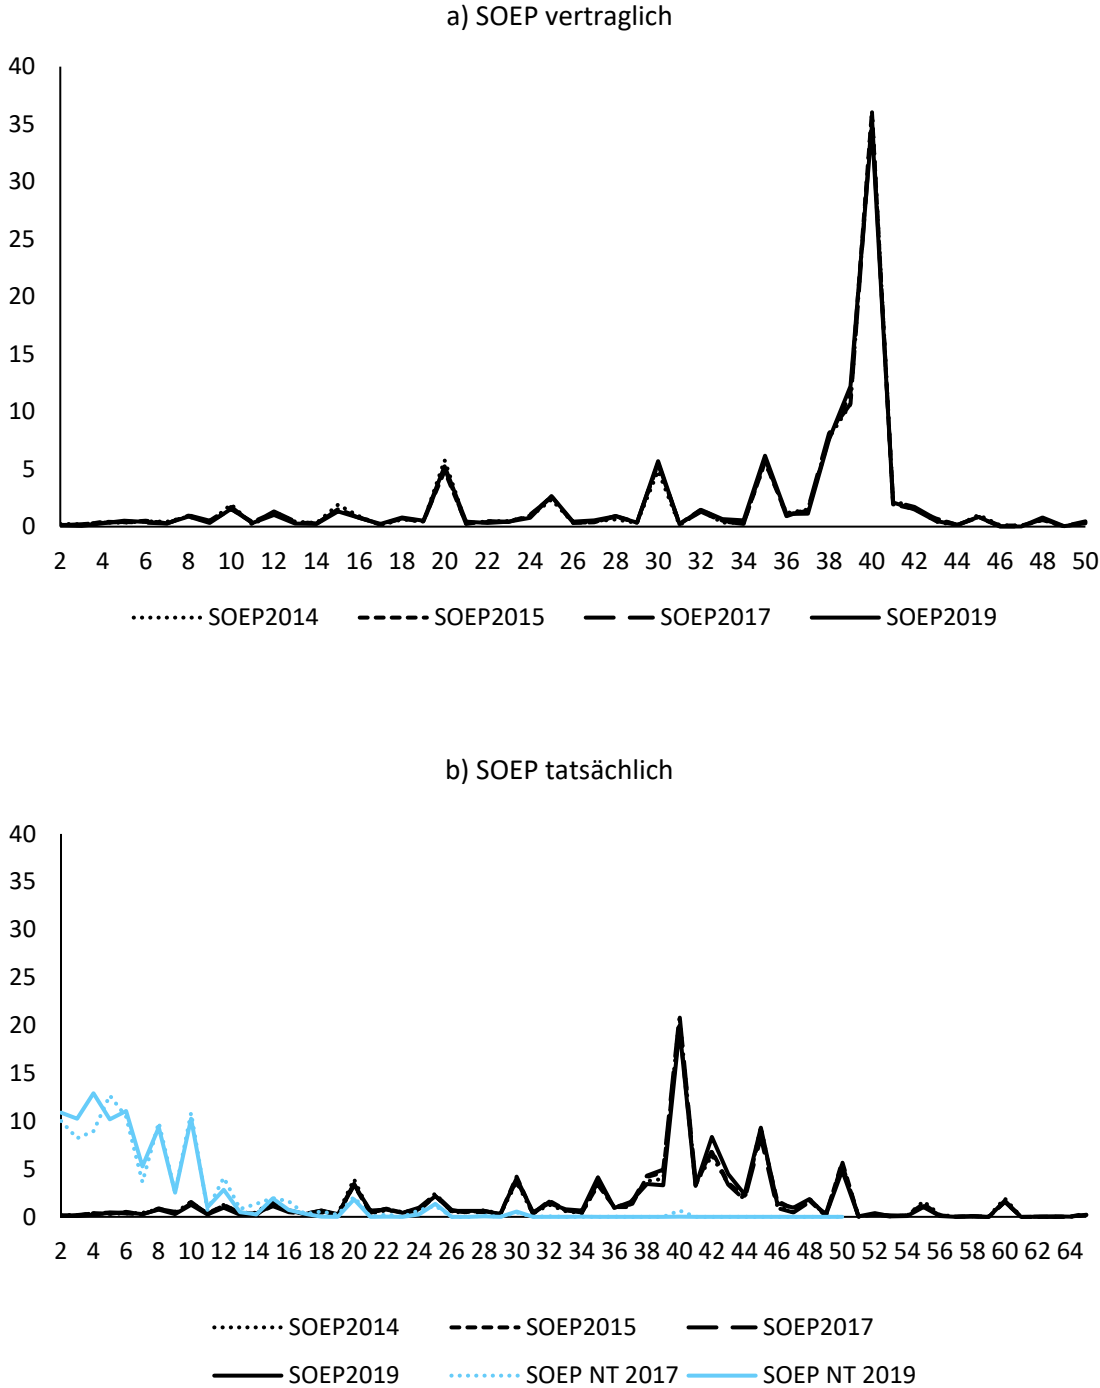 a) SOEP vertraglich
40
35
30
25
20
15
10
5
0
2 4 6 8 10 12 14 16 18 20 22 24 26 28 30 32 34 36 38 40 42 44 46 48 50
SOEP2014 SOEP2015 SOEP2017 SOEP2019
b) SOEP tatsächlich
40
35
30
25
20
15
10
5
0
2 4 6 8 10 12 14 16 18 20 22 24 26 28 30 32 34 36 38 40 42 44 46 48 50 52 54 56 58 60 62 64
SOEP2014 SOEP2015 SOEP2017
SOEP2019 SOEP NT 2017 SOEP NT 2019